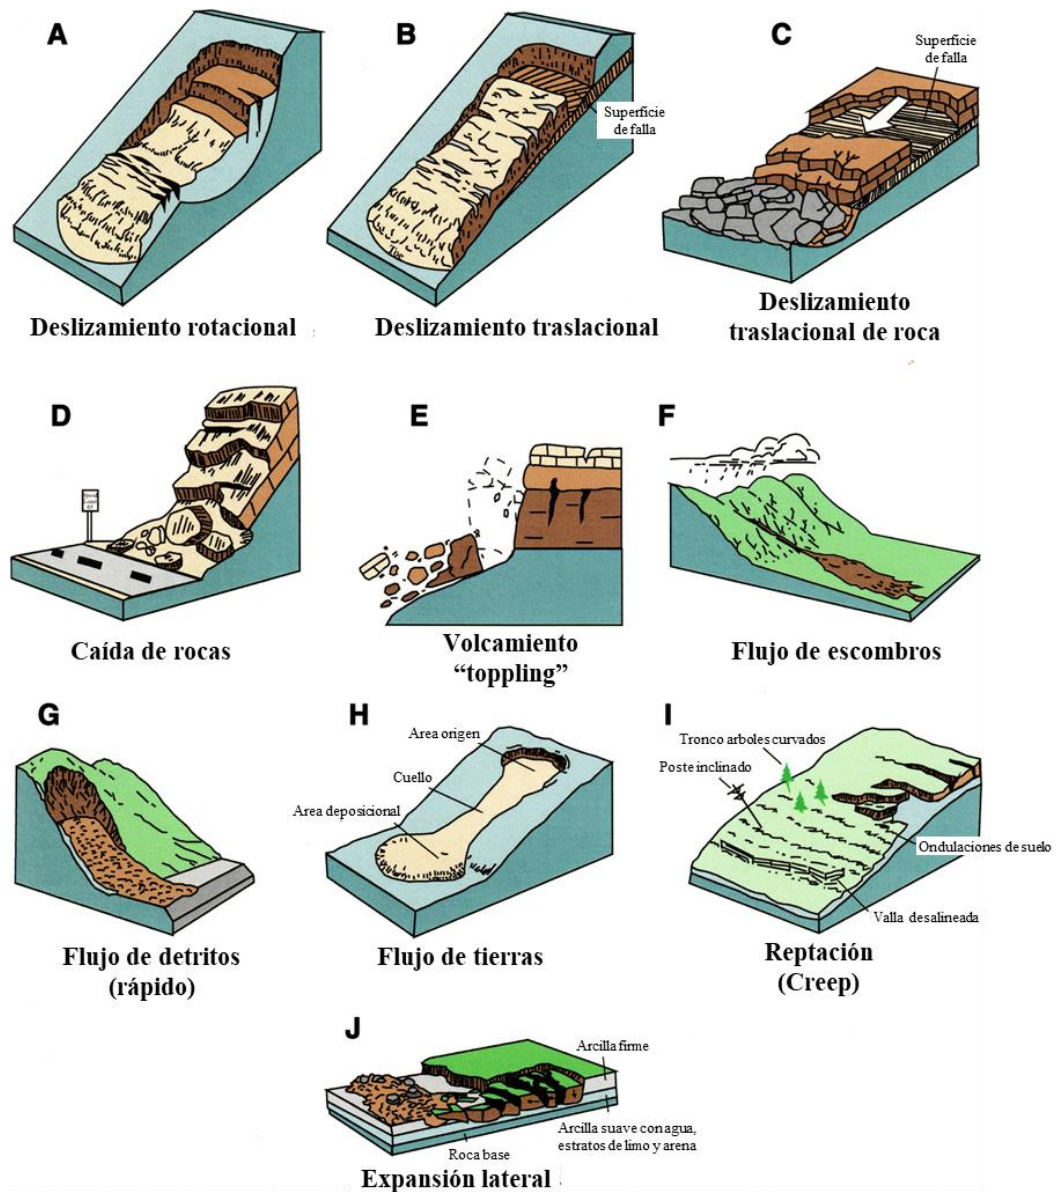 A
B
C
Superficie
de falla
Superficie
de falla
Toe
Deslizamiento rotacional
Deslizamiento traslacional
Deslizamiento
traslacional de roca
D
E
F
Caída de rocas
Volcamiento
“toppling”
Flujo de escombros
G
H
I
Area origen
Cuello
Area deposicional
Tronco arboles curvados
Poste inclinado
Ondulaciones de suelo
Valla desalineada
Flujo de detritos
(rápido)
Flujo de tierras
Reptación
(Creep)
J
Arcilla firme
Arcilla suave con agua,
estratos de limo y arena
Roca base
Expansión lateral